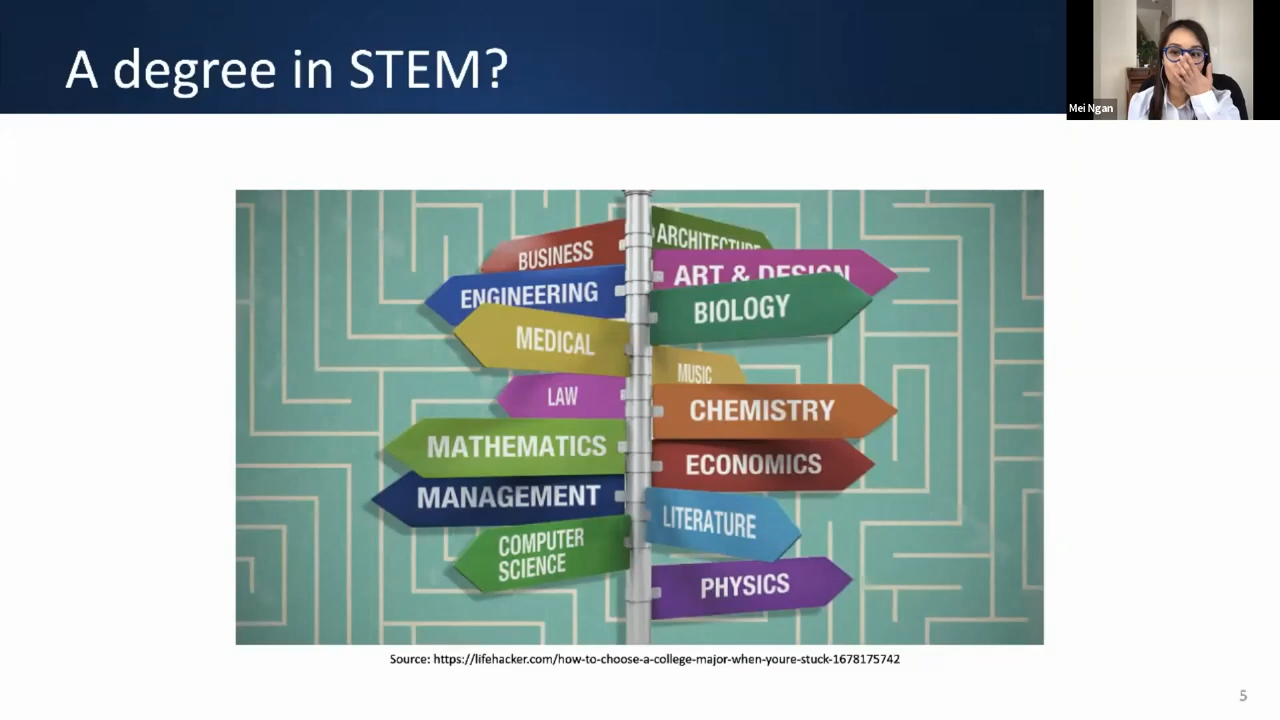 A degree in STEM?
Mei Ngan
BUSINESS
ENGINEERING
MEDICAL
LAW
MATHEMATICS
MANAGEMENT
COMPUTER
SCIENCE
ARCHITECTURE
ART & DESIGN
BIOLOGY
MUSIC
CHEMISTRY
ECONOMICS
LITERATURE
PHYSICS
Source: https://lifehacker.com/how-to-choose-a-college-major-when-youre-stuck-1678175742
5